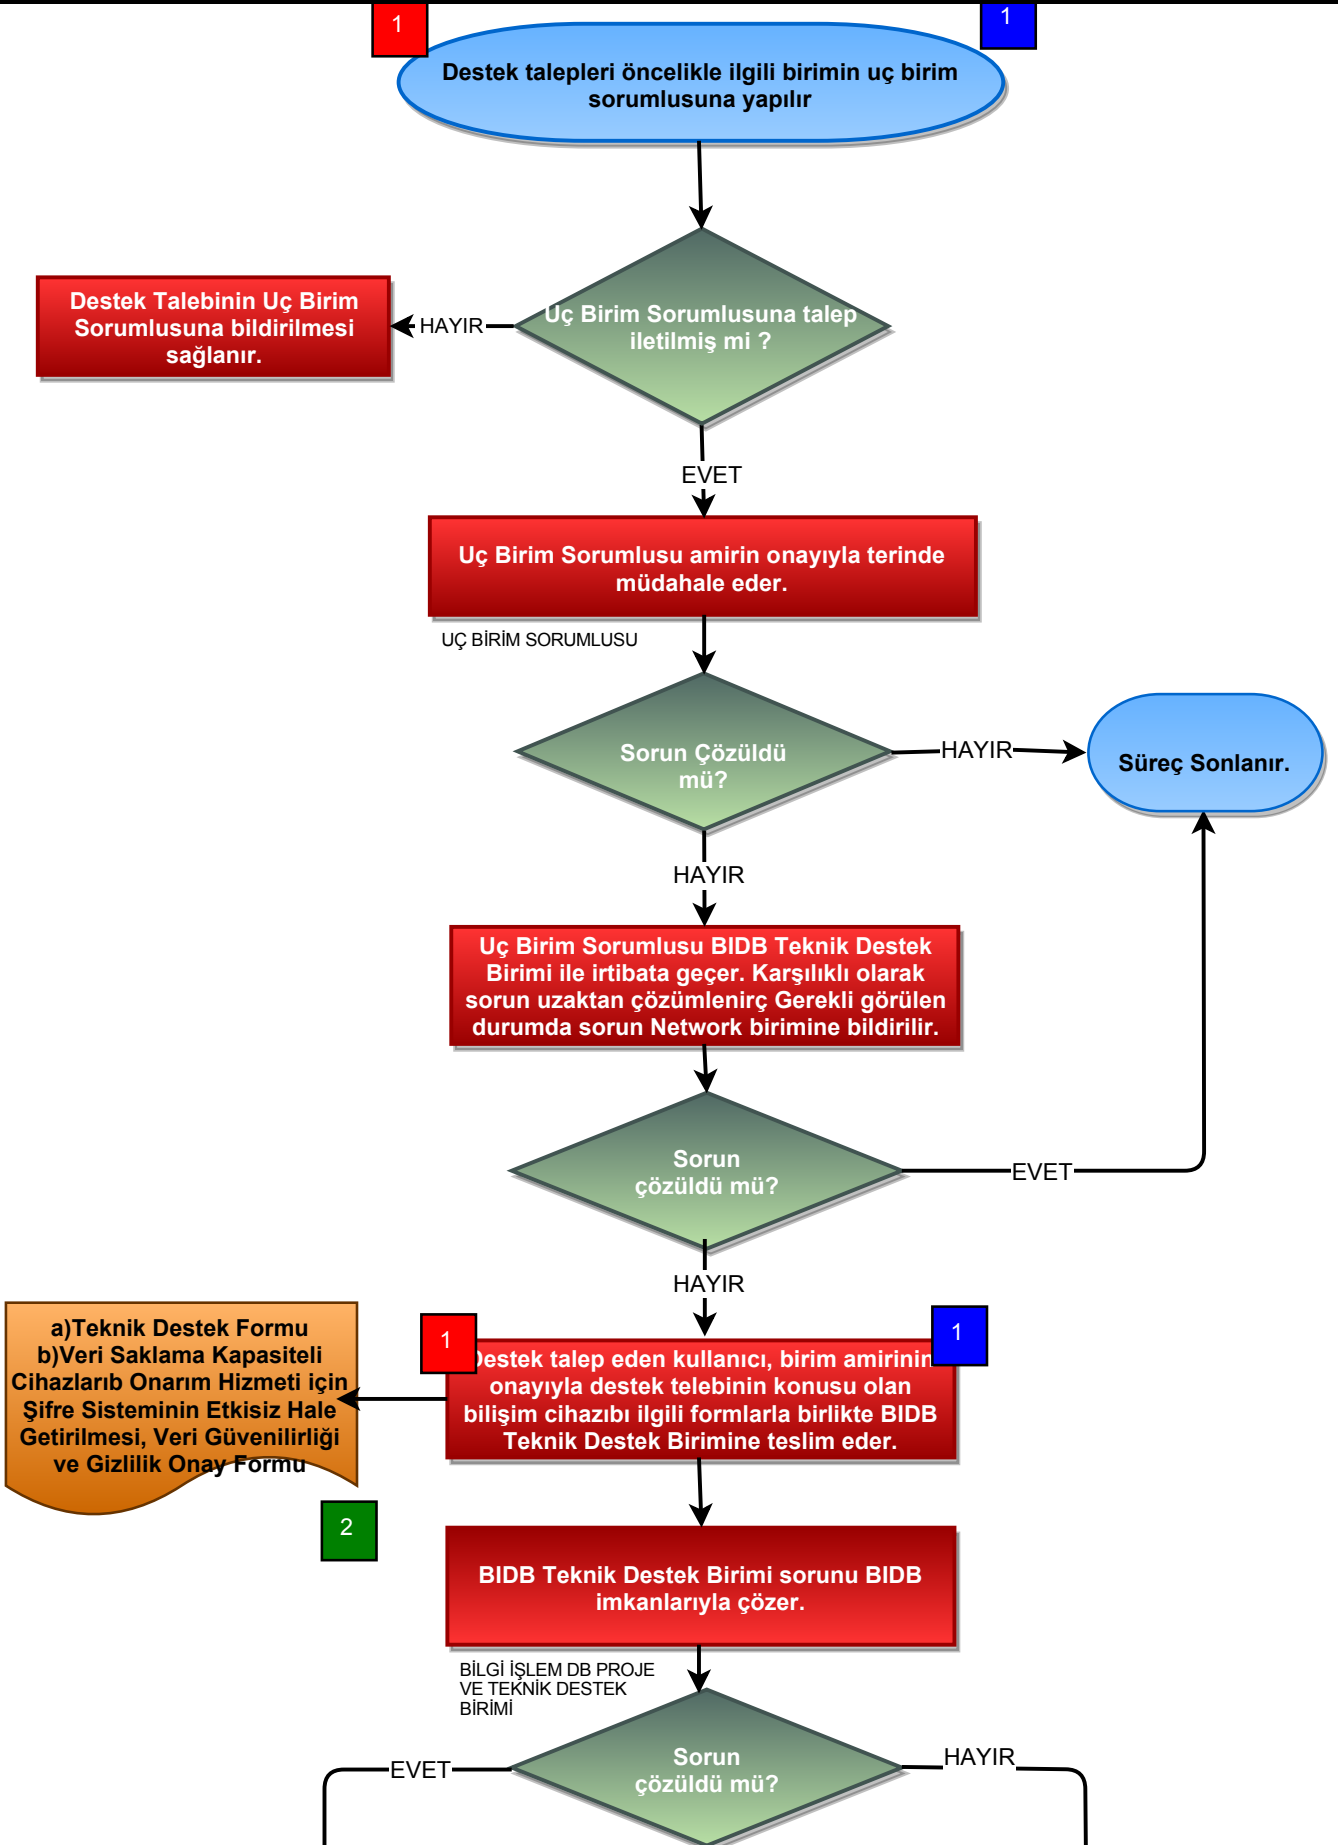 1
1
Destek talepleri öncelikle ilgili birimin uç birim
sorumlusuna yapılır
Destek Talebinin Uç Birim
Sorumlusuna bildirilmesi
sağlanır.
HAYIR
Uç Birim Sorumlusuna talep
iletilmiş mi ?
EVET
Uç Birim Sorumlusu amirin onayıyla terinde
müdahale eder.
UÇ BİRİM SORUMLUSU
Sorun Çözüldü
mü?
HAYIR
Süreç Sonlanır.
HAYIR
Uç Birim Sorumlusu BIDB Teknik Destek
Birimi ile irtibata geçer. Karşılıklı olarak
sorun uzaktan çözümlenirç Gerekli görülen
durumda sorun Network birimine bildirilir.
Sorun
çözüldü mü?
EVET
HAYIR
a)Teknik Destek Formu
b)Veri Saklama Kapasiteli
Cihazlarıb Onarım Hizmeti için
Şifre Sisteminin Etkisiz Hale
Getirilmesi, Veri Güvenilirliği
ve Gizlilik Onay Formu
2
1
1
Destek talep eden kullanıcı, birim amirinin
onayıyla destek telebinin konusu olan
bilişim cihazıbı ilgili formlarla birlikte BIDB
Teknik Destek Birimine teslim eder.
BIDB Teknik Destek Birimi sorunu BIDB
imkanlarıyla çözer.
BİLGİ İŞLEM DB PROJE
VE TEKNİK DESTEK
BİRİMİ
EVET
Sorun
çözüldü mü?
HAYIR